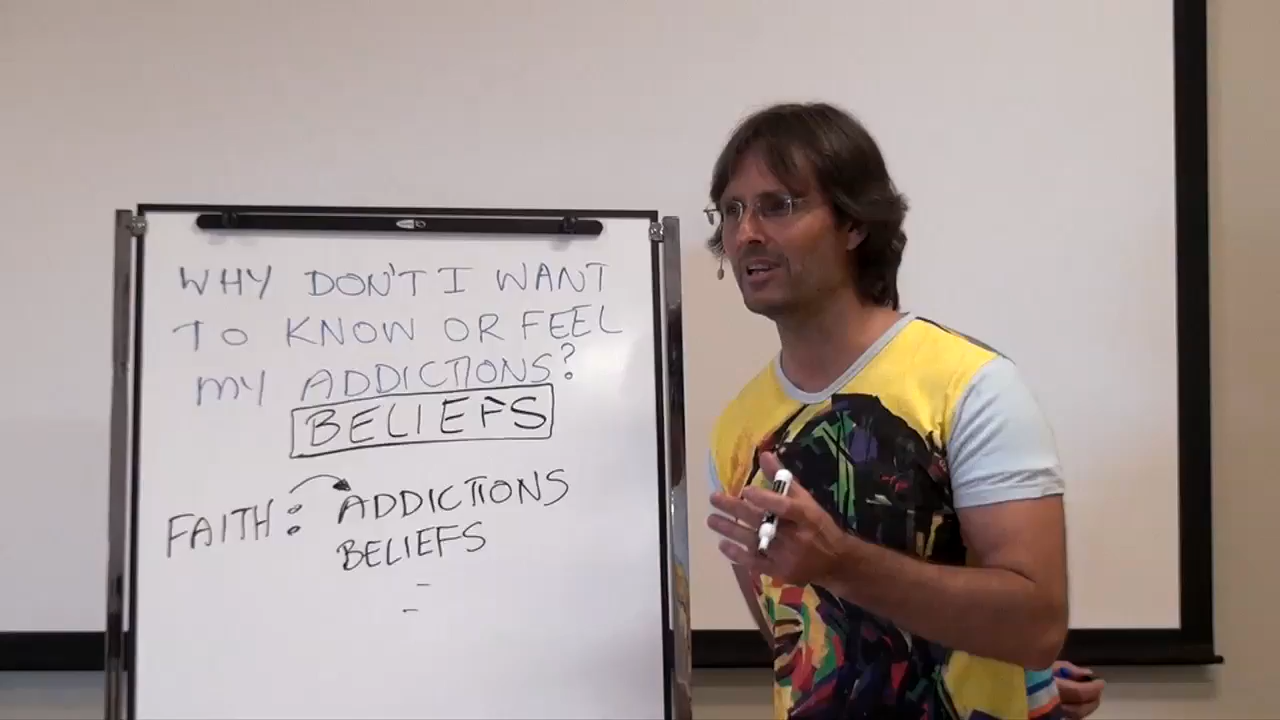 WHY DON'T I WANT
TO KNOW OR FEEL
MY ADDICTIONS?
BELIEFS
FAITH: ADDICTIONS
BELIEFS